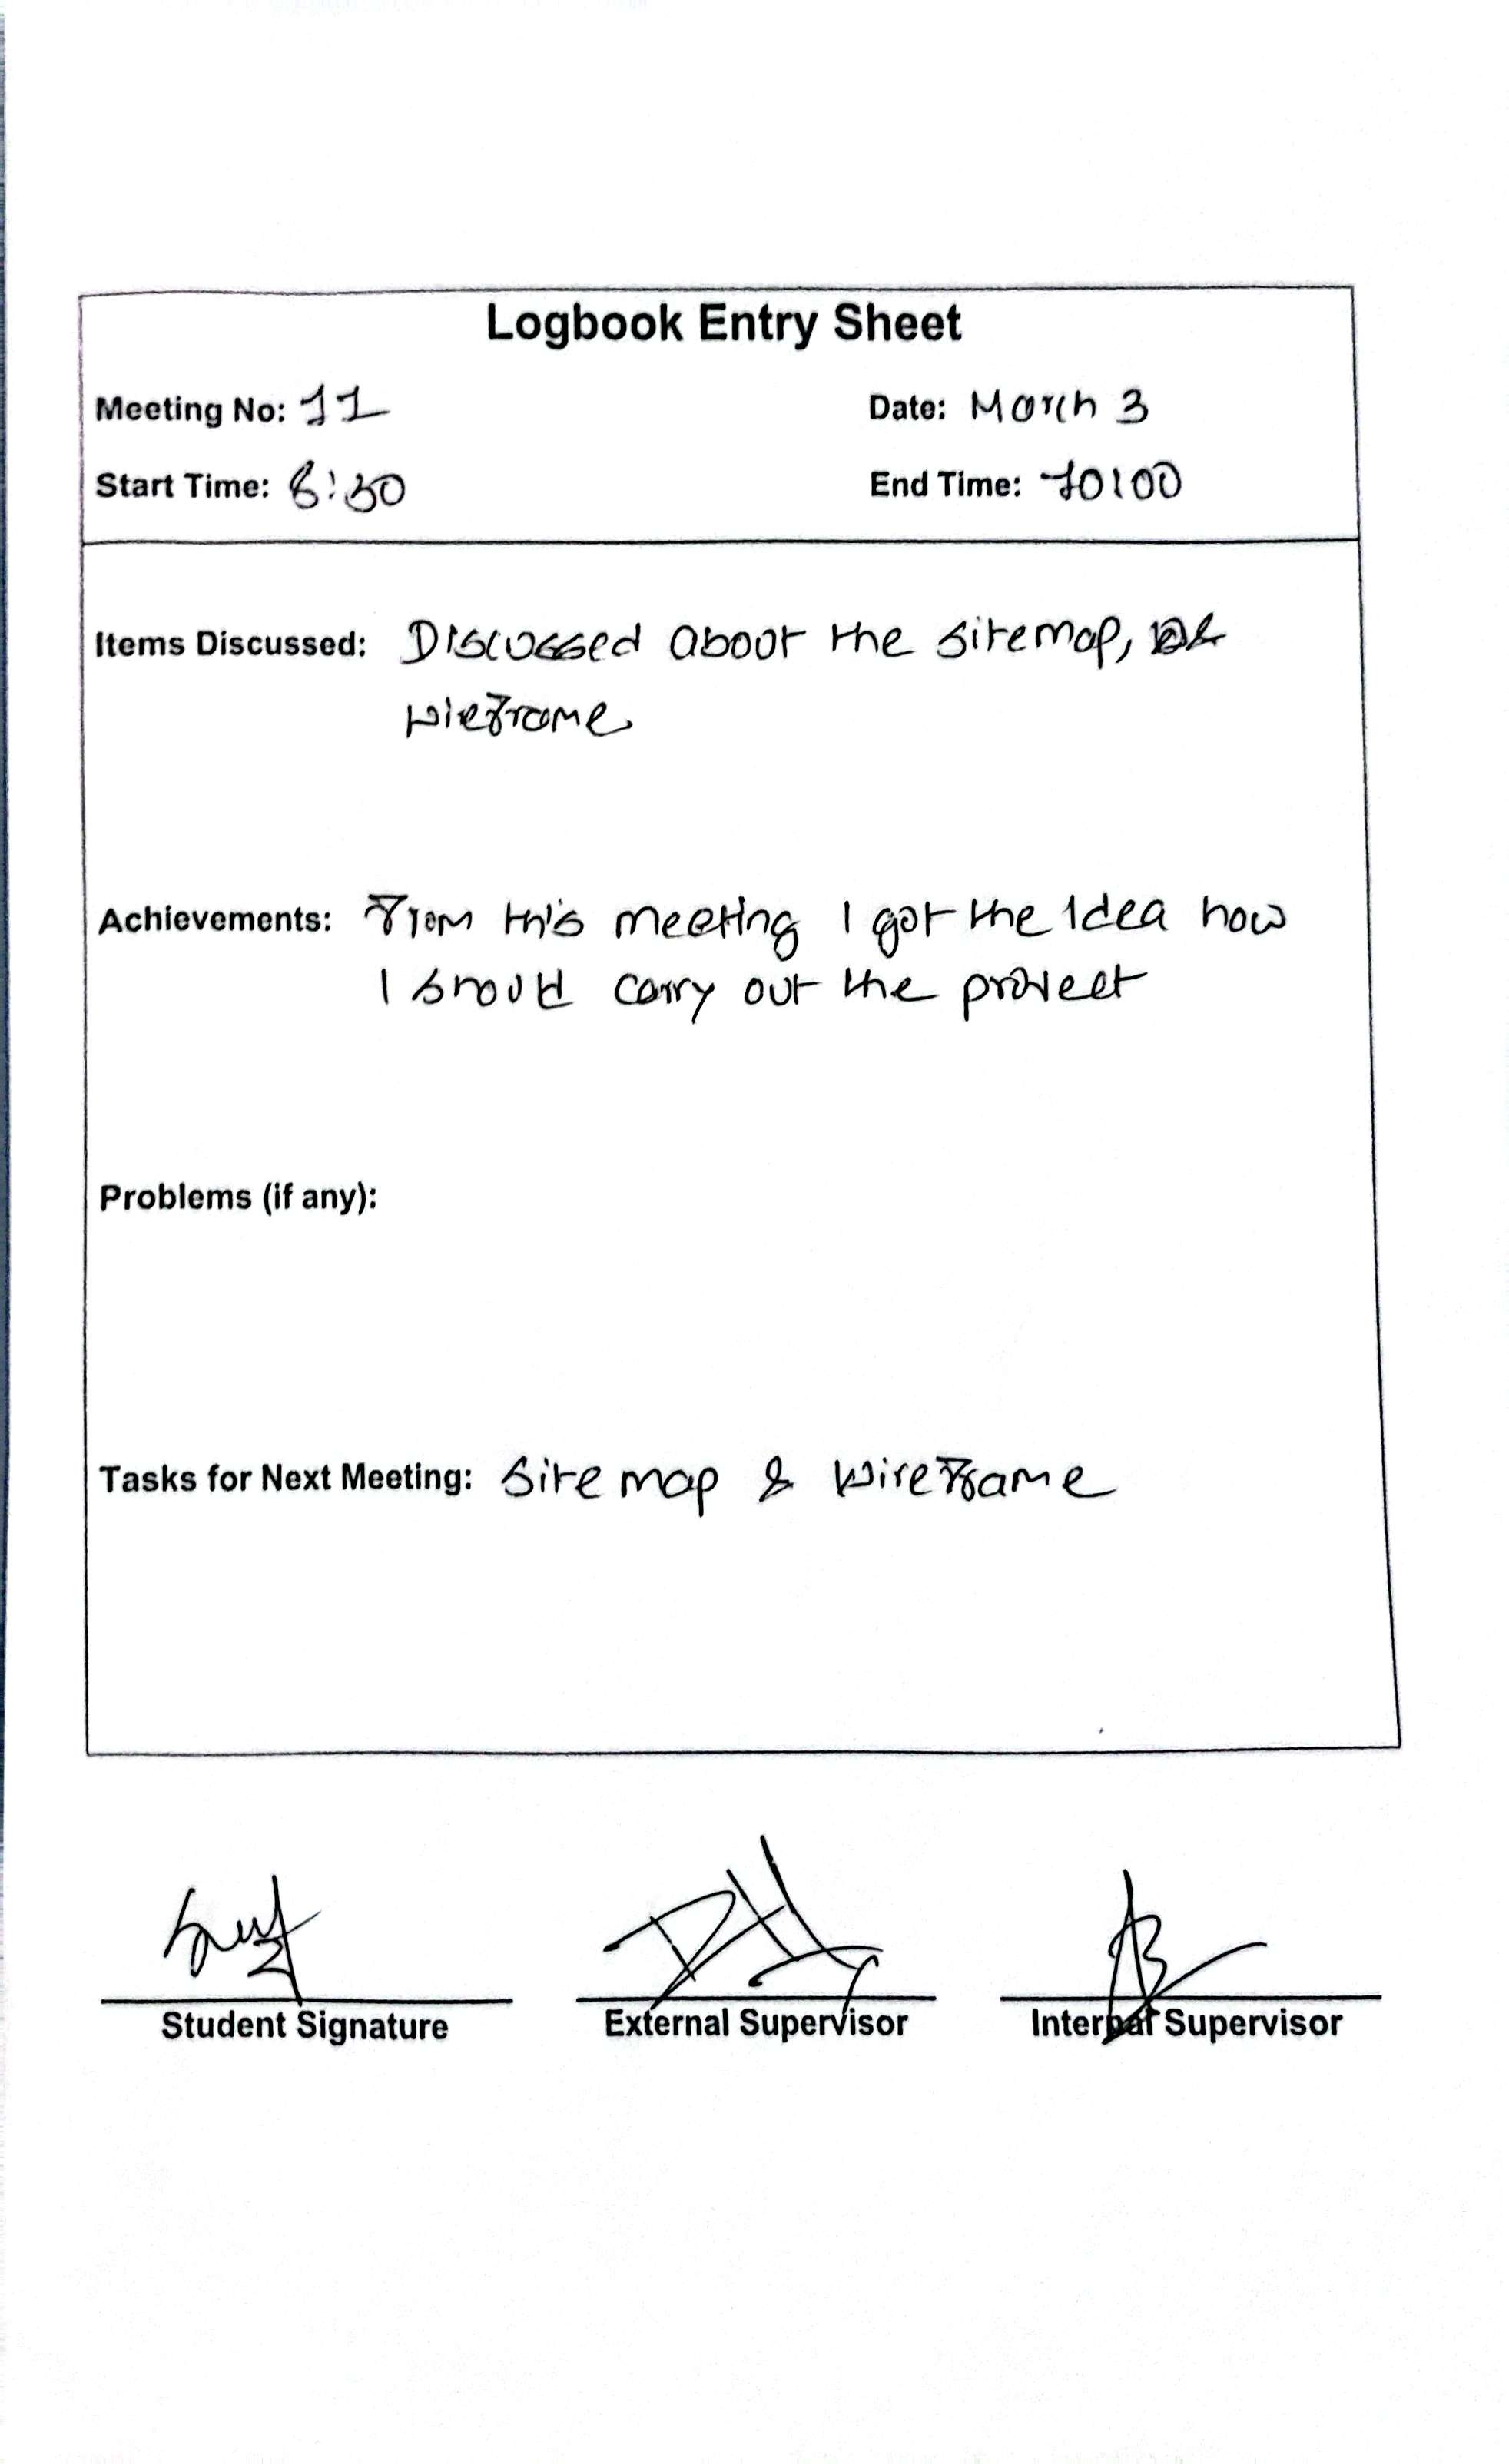 Logbook Entry Sheet
Meeting No: 11
Date: March 3
Start Time: 8:30
End Time: 10:00
Items Discussed: Discussed about the sitemap, &
wieframe
Achievements: From this meeting I got the idea how
I should carry out the project
Problems (if any):
Tasks for Next Meeting: Site map & Wireframe
Student Signature
External Supervisor
Internal Supervisor